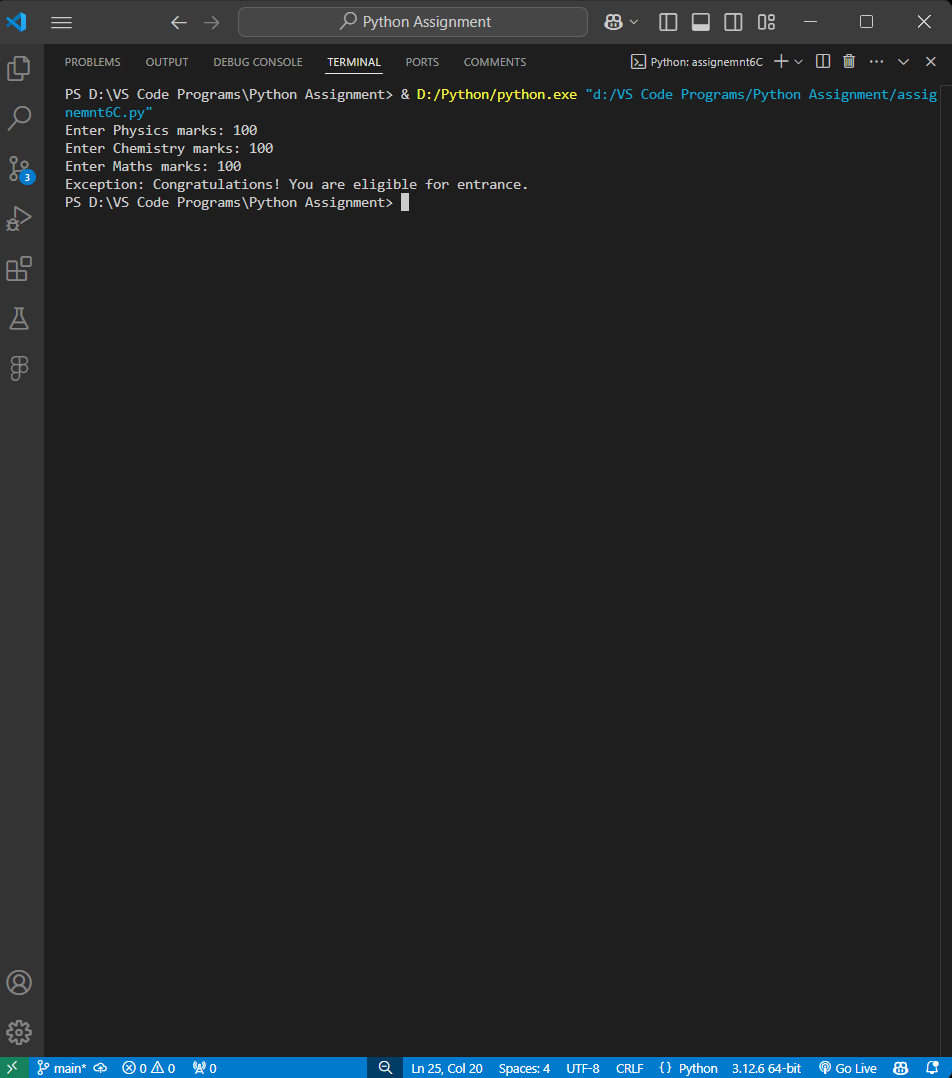 Python Assignment
PROBLEMS OUTPUT DEBUG CONSOLE TERMINAL PORTS COMMENTS Python: assignemnt6C
PS D:\VS Code Programs\Python Assignment> & D:/Python/python.exe "d:/VS Code Programs/Python Assignment/assig
nemnt6C.py"
Enter Physics marks: 100
Enter Chemistry marks: 100
Enter Maths marks: 100
Exception: Congratulations! You are eligible for entrance.
PS D:\VS Code Programs\Python Assignment>
3
main* 0 0 0 Ln 25, Col 20 Spaces: 4 UTF-8 CRLF {} Python 3.12.6 64-bit Go Live